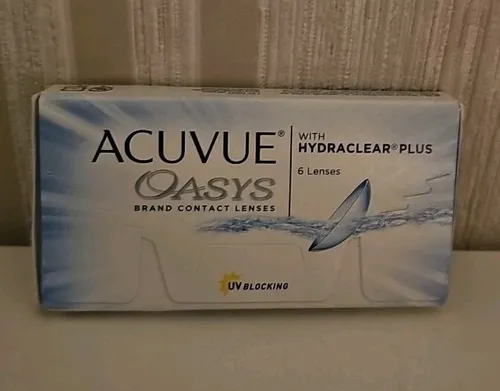 ACUVUE®
OASYS
BRAND CONTACT LENSES
WITH
HYDRACLEAR® PLUS
6 Lenses
UV BLOCKING